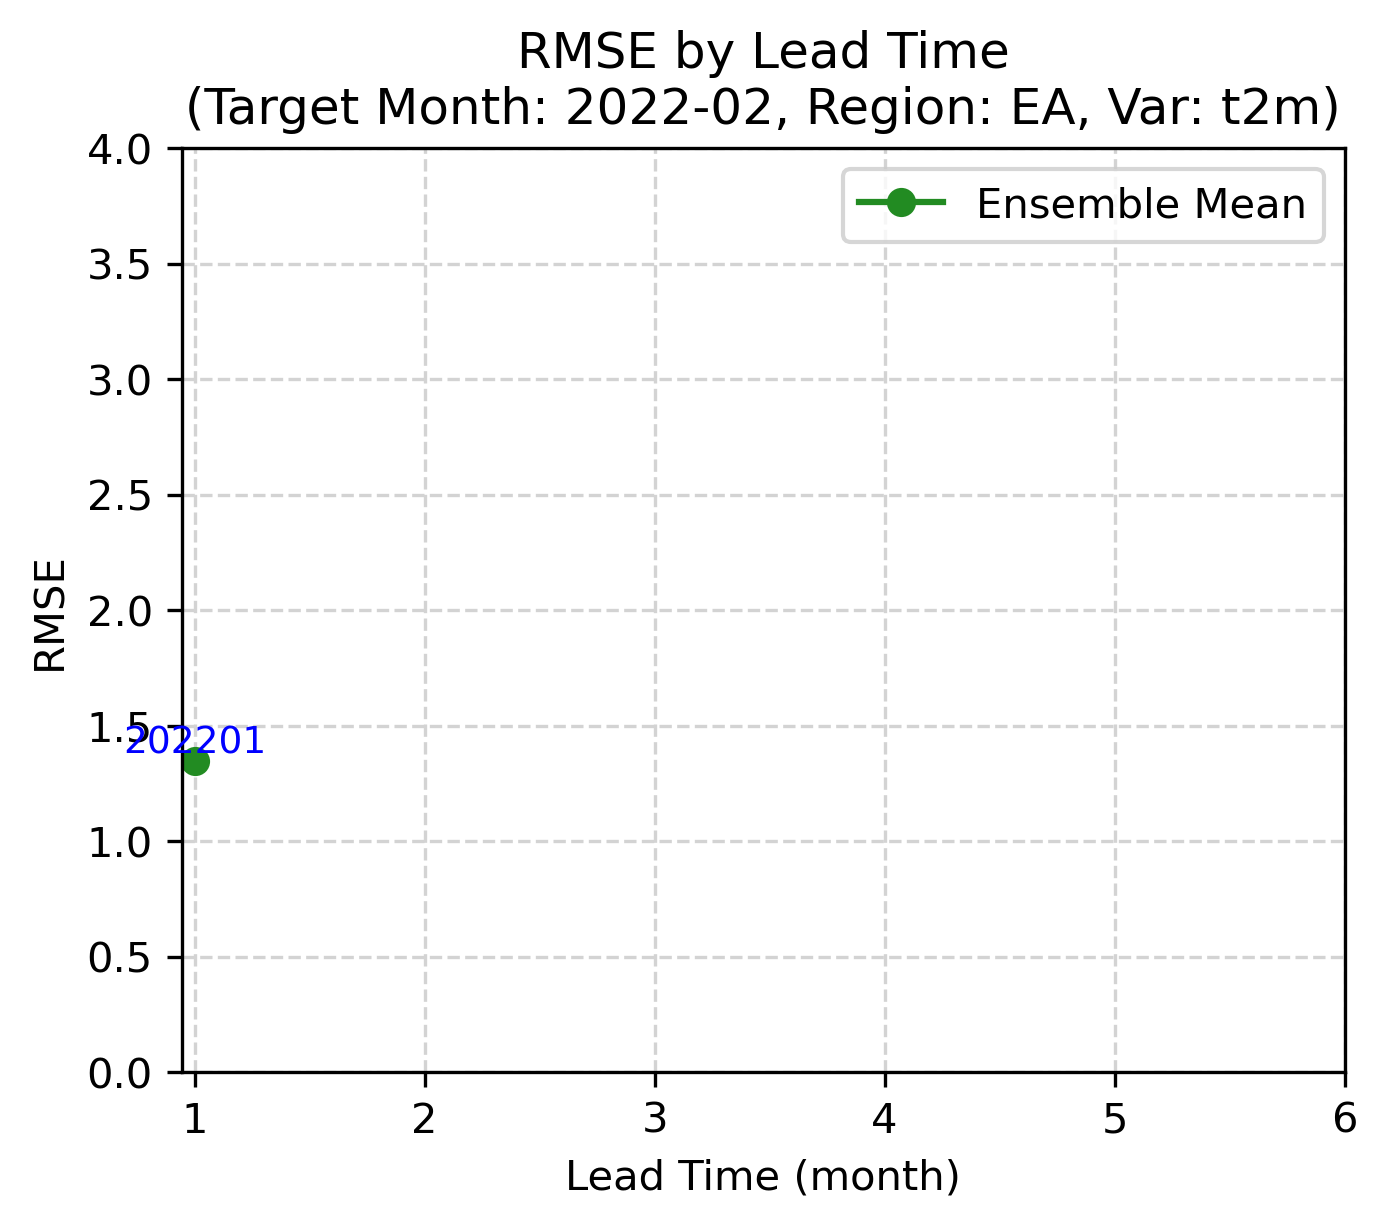 RMSE by Lead Time
(Target Month: 2022-02, Region: EA, Var: t2m)
4.0
Ensemble Mean
3.5
3.0
2.5
2.0
RMSE
1.5
202201
1.0
0.5
0.0
1 2 3 4 5 6
Lead Time (month)